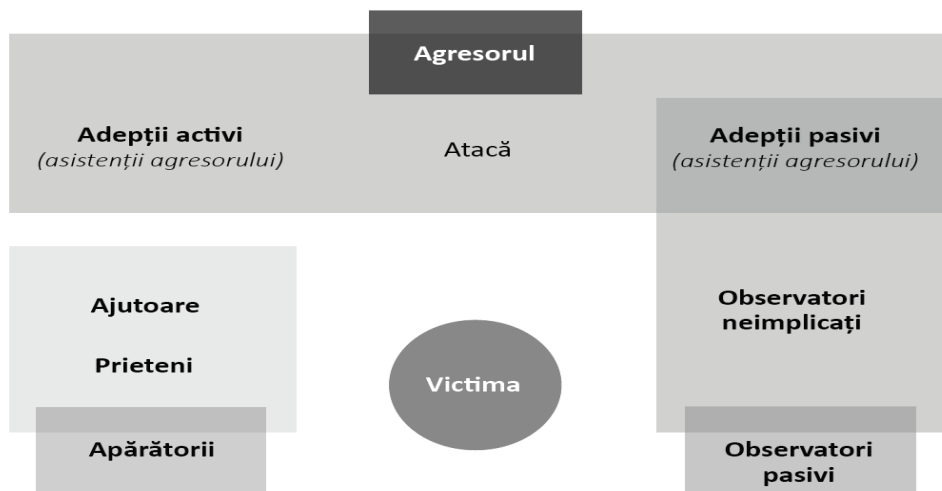 Agresorul
Adepții activi
(asistenții agresorului)
Atacă
Adepții pasivi
(asistenții agresorului)
Ajutoare
Prieteni
Apărătorii
Victima
Observatori
neimplicați
Observatori
pasivi